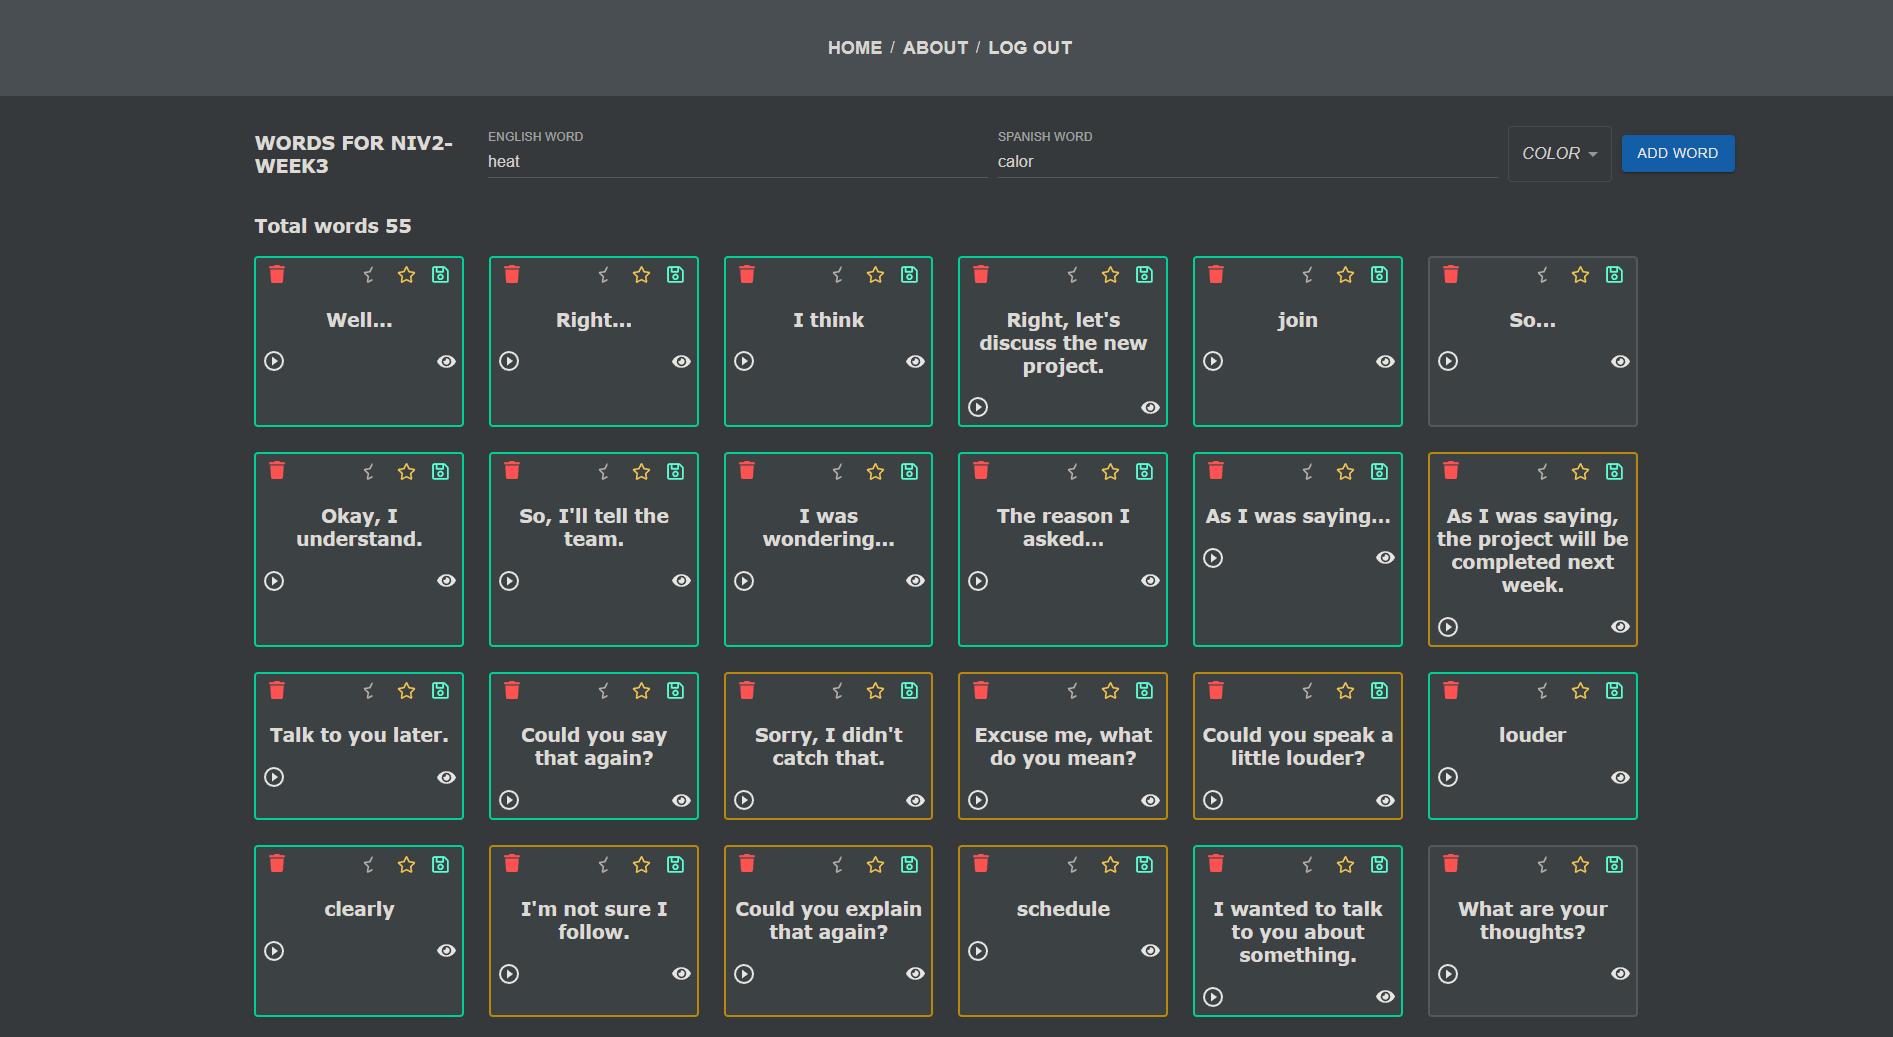 HOME / ABOUT / LOG OUT
WORDS FOR NIV2-
WEEK3
ENGLISH WORD
heat
SPANISH WORD
calor
COLOR
ADD WORD
Total words 55
Well...
Right...
I think
Right, let's
discuss the new
project.
join
So...
Okay, I
understand.
So, I'll tell the
team.
I was
wondering...
The reason I
asked...
As I was saying...
As I was saying,
the project will be
completed next
week.
Talk to you later.
Could you say
that again?
Sorry, I didn't
catch that.
Excuse me, what
do you mean?
Could you speak a
little louder?
louder
clearly
I'm not sure I
follow.
Could you explain
that again?
schedule
I wanted to talk
to you about
something.
What are your
thoughts?